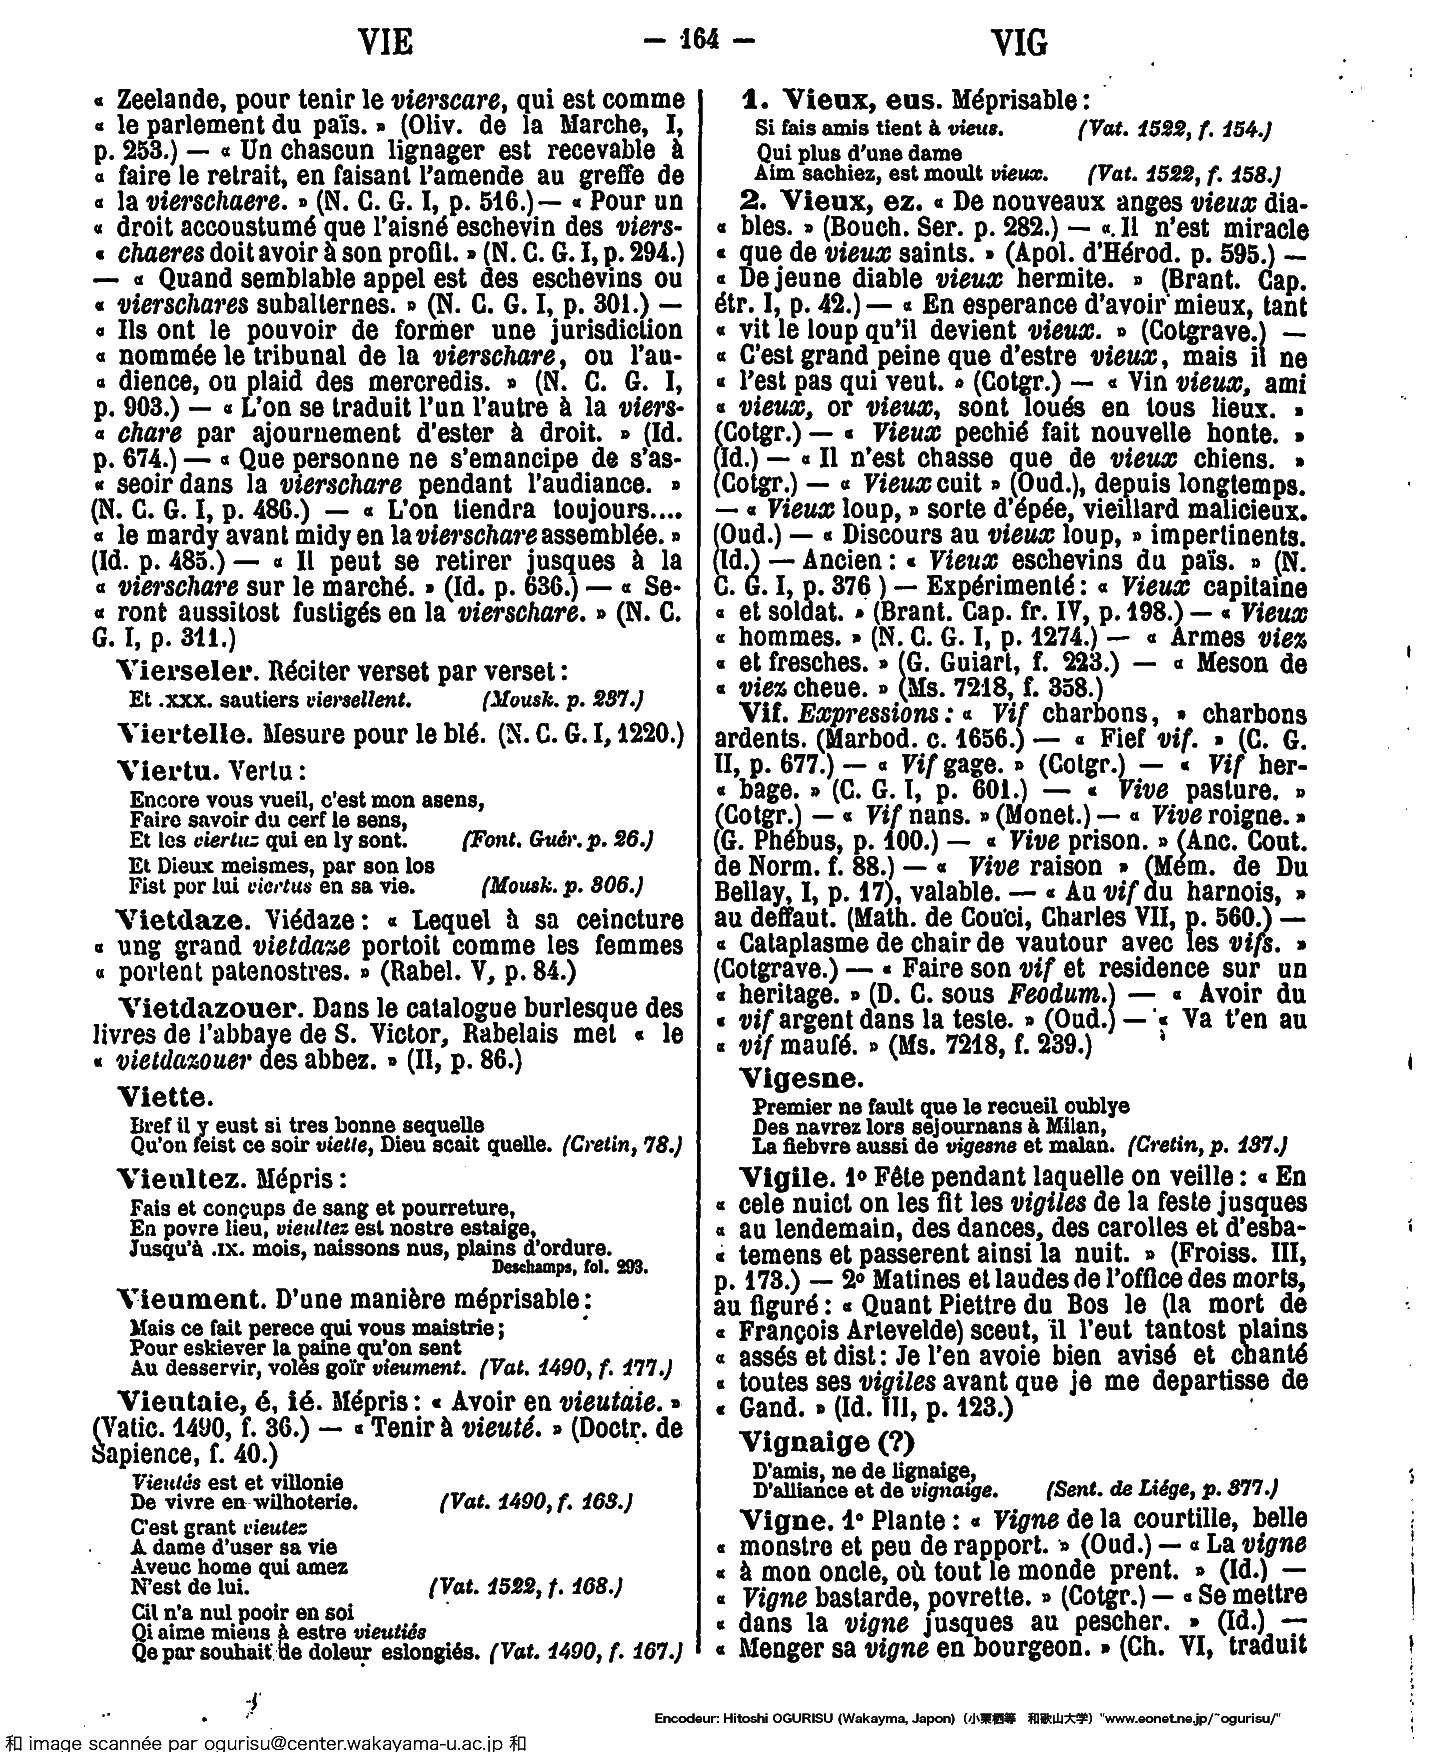 VIE — 164 — VIG
« Zeelande, pour tenir le vierscare, qui est comme
« le parlement du païs. » (Oliv. de la Marche, I,
p. 253.) — « Un chascun lignager est recevable à
« faire le retrait, en faisant l'amende au greffe de
« la vierschaere. » (N. C. G. I, p. 516.) — « Pour un
« droit accoustumé que l'aisné eschevin des viers-
« chaeres doit avoir à son profit. » (N. C. G. I, p. 294.)
— « Quand semblable appel est des eschevins ou
« vierschares subalternes. » (N. C. G. I, p. 301.) —
« Ils ont le pouvoir de former une jurisdiction
« nommée le tribunal de la vierschare, ou l'au-
« dience, ou plaid des mercredis. » (N. C. G. I,
p. 903.) — « L'on se traduit l'un l'autre à la viers-
« chare par ajournement d'ester à droit. » (Id.
p. 674.) — « Que personne ne s'emancipe de s'as-
« seoir dans la vierschare pendant l'audiance. »
(N. C. G. I, p. 486.) — « L'on tiendra toujours....
« le mardy avant midy en la vierschare assemblée. »
(Id. p. 485.) — « Il peut se retirer jusques à la
« vierschare sur le marché. » (Id. p. 636.) — « Se-
« ront aussitost fustigés en la vierschare. » (N. C.
G. I, p. 311.)
Vierseler. Réciter verset par verset :
Et .xxx. sautiers viersellent. (Mousk. p. 237.)
Viertelle. Mesure pour le blé. (N. C. G. I, 1220.)
Viertu. Vertu :
Encore vous vueil, c'est mon asens,
Faire savoir du cerf le sens,
Et les viertuz qui en ly sont. (Font. Guér. p. 26.)
Et Dieux meismes, par son los
Fist por lui viertus en sa vie. (Mousk. p. 306.)
Vietdaze. Viédaze : « Lequel à sa ceincture
« ung grand vietdaze portoit comme les femmes
« portent patenostres. » (Rabel. V, p. 84.)
Vietdazouer. Dans le catalogue burlesque des
livres de l'abbaye de S. Victor, Rabelais met « le
« vietdazouer des abbez. » (II, p. 86.)
Viette.
Bref il y eust si tres bonne sequelle
Qu'on feist ce soir viette, Dieu scait quelle. (Cretin, 78.)
Vieultez. Mépris :
Fais et conçups de sang et pourreture,
En povre lieu, vieultez est nostre estaige,
Jusqu'à .IX. mois, naissons nus, plains d'ordure.
Deschamps, fol. 293.
Vieument. D'une manière méprisable :
Mais ce fait perece qui vous maistrie ;
Pour eskiever la paine qu'on sent
Au desservir, volés goïr vieument. (Vat. 1490, f. 177.)
Vieutaie, é, ié. Mépris : « Avoir en vieutaie. »
(Vatic. 1490, f. 36.) — « Tenir à vieuté. » (Doctr. de
Sapience, f. 40.)
Vieutés est et villonie
De vivre en wilhoterie. (Vat. 1490, f. 163.)
C'est grant vieutez
A dame d'user sa vie
Aveuc home qui amez
N'est de lui. (Vat. 1522, f. 168.)
Cil n'a nul pooir en soi
Qi aime mieus à estre vieutiés
Qe par souhait de doleur eslongiés. (Vat. 1490, f. 167.)
1. Vieux, eus. Méprisable :
Si fais amis tient à vieus. (Vat. 1522, f. 154.)
Qui plus d'une dame
Aim sachiez, est moult vieux. (Vat. 1522, f. 158.)
2. Vieux, ez. « De nouveaux anges vieux dia-
« bles. » (Bouch. Ser. p. 282.) — « Il n'est miracle
« que de vieux saints. » (Apol. d'Hérod. p. 595.) —
« De jeune diable vieux hermite. » (Brant. Cap.
étr. I, p. 42.) — « En esperance d'avoir mieux, tant
« vit le loup qu'il devient vieux. » (Cotgrave.) —
« C'est grand peine que d'estre vieux, mais il ne
« l'est pas qui veut. » (Cotgr.) — « Vin vieux, ami
« vieux, or vieux, sont loués en tous lieux. »
(Cotgr.) — « Vieux pechié fait nouvelle honte. »
(Id.) — « Il n'est chasse que de vieux chiens. »
(Cotgr.) — « Vieux cuit » (Oud.), depuis longtemps.
— « Vieux loup, » sorte d'épée, vieillard malicieux.
(Oud.) — « Discours au vieux loup, » impertinents.
(Id.) — Ancien : « Vieux eschevins du païs. » (N.
C. G. I, p. 376 ) — Expérimenté : « Vieux capitaine
« et soldat. » (Brant. Cap. fr. IV, p. 198.) — « Vieux
« hommes. » (N. C. G. I, p. 1274.) — « Armes viez
« et fresches. » (G. Guiart, f. 223.) — « Meson de
« viez cheue. » (Ms. 7218, f. 358.)
Vif. Expressions : « Vif charbons, » charbons
ardents. (Marbod. c. 1656.) — « Fief vif. » (C. G.
II, p. 677.) — « Vif gage. » (Cotgr.) — « Vif her-
« bage. » (C. G. I, p. 601.) — « Vive pasture. »
(Cotgr.) — « Vif nans. » (Monet.) — « Vive roigne. »
(G. Phébus, p. 100.) — « Vive prison. » (Anc. Cout.
de Norm. f. 88.) — « Vive raison » (Mém. de Du
Bellay, I, p. 17), valable. — « Au vif du harnois, »
au deffaut. (Math. de Couci, Charles VII, p. 560.) —
« Cataplasme de chair de vautour avec les vifs. »
(Cotgrave.) — « Faire son vif et residence sur un
« heritage. » (D. C. sous Feodum.) — « Avoir du
« vif argent dans la teste. » (Oud.) — « Va t'en au
« vif maufé. » (Ms. 7218, f. 239.)
Vigesne.
Premier ne fault que le recueil oublye
Des navrez lors sejournans à Milan,
La fiebvre aussi de vigesne et malan. (Cretin, p. 137.)
Vigile. 1º Fête pendant laquelle on veille : « En
« cele nuict on les fit les vigiles de la feste jusques
« au lendemain, des dances, des carolles et d'esba-
« temens et passerent ainsi la nuit. » (Froiss. III,
p. 173.) — 2º Matines et laudes de l'office des morts,
au figuré : « Quant Piettre du Bos le (la mort de
« François Artevelde) sceut, il l'eut tantost plains
« assés et dist : Je l'en avoie bien avisé et chanté
« toutes ses vigiles avant que je me departisse de
« Gand. » (Id. III, p. 123.)
Vignaige (?)
D'amis, ne de lignaige,
D'alliance et de vignaige. (Sent. de Liége, p. 377.)
Vigne. 1º Plante : « Vigne de la courtille, belle
« monstre et peu de rapport. » (Oud.) — « La vigne
« à mon oncle, où tout le monde prent. » (Id.) —
« Vigne bastarde, povrette. » (Cotgr.) — « Se mettre
« dans la vigne jusques au pescher. » (Id.) —
« Menger sa vigne en bourgeon. » (Ch. VI, traduit
Encodeur: Hitoshi OGURISU (Wakayma, Japon) (小栗栖等 和歌山大学) "www.eonet.ne.jp/~ogurisu/"
和 image scannée par ogurisu@center.wakayama-u.ac.jp 和